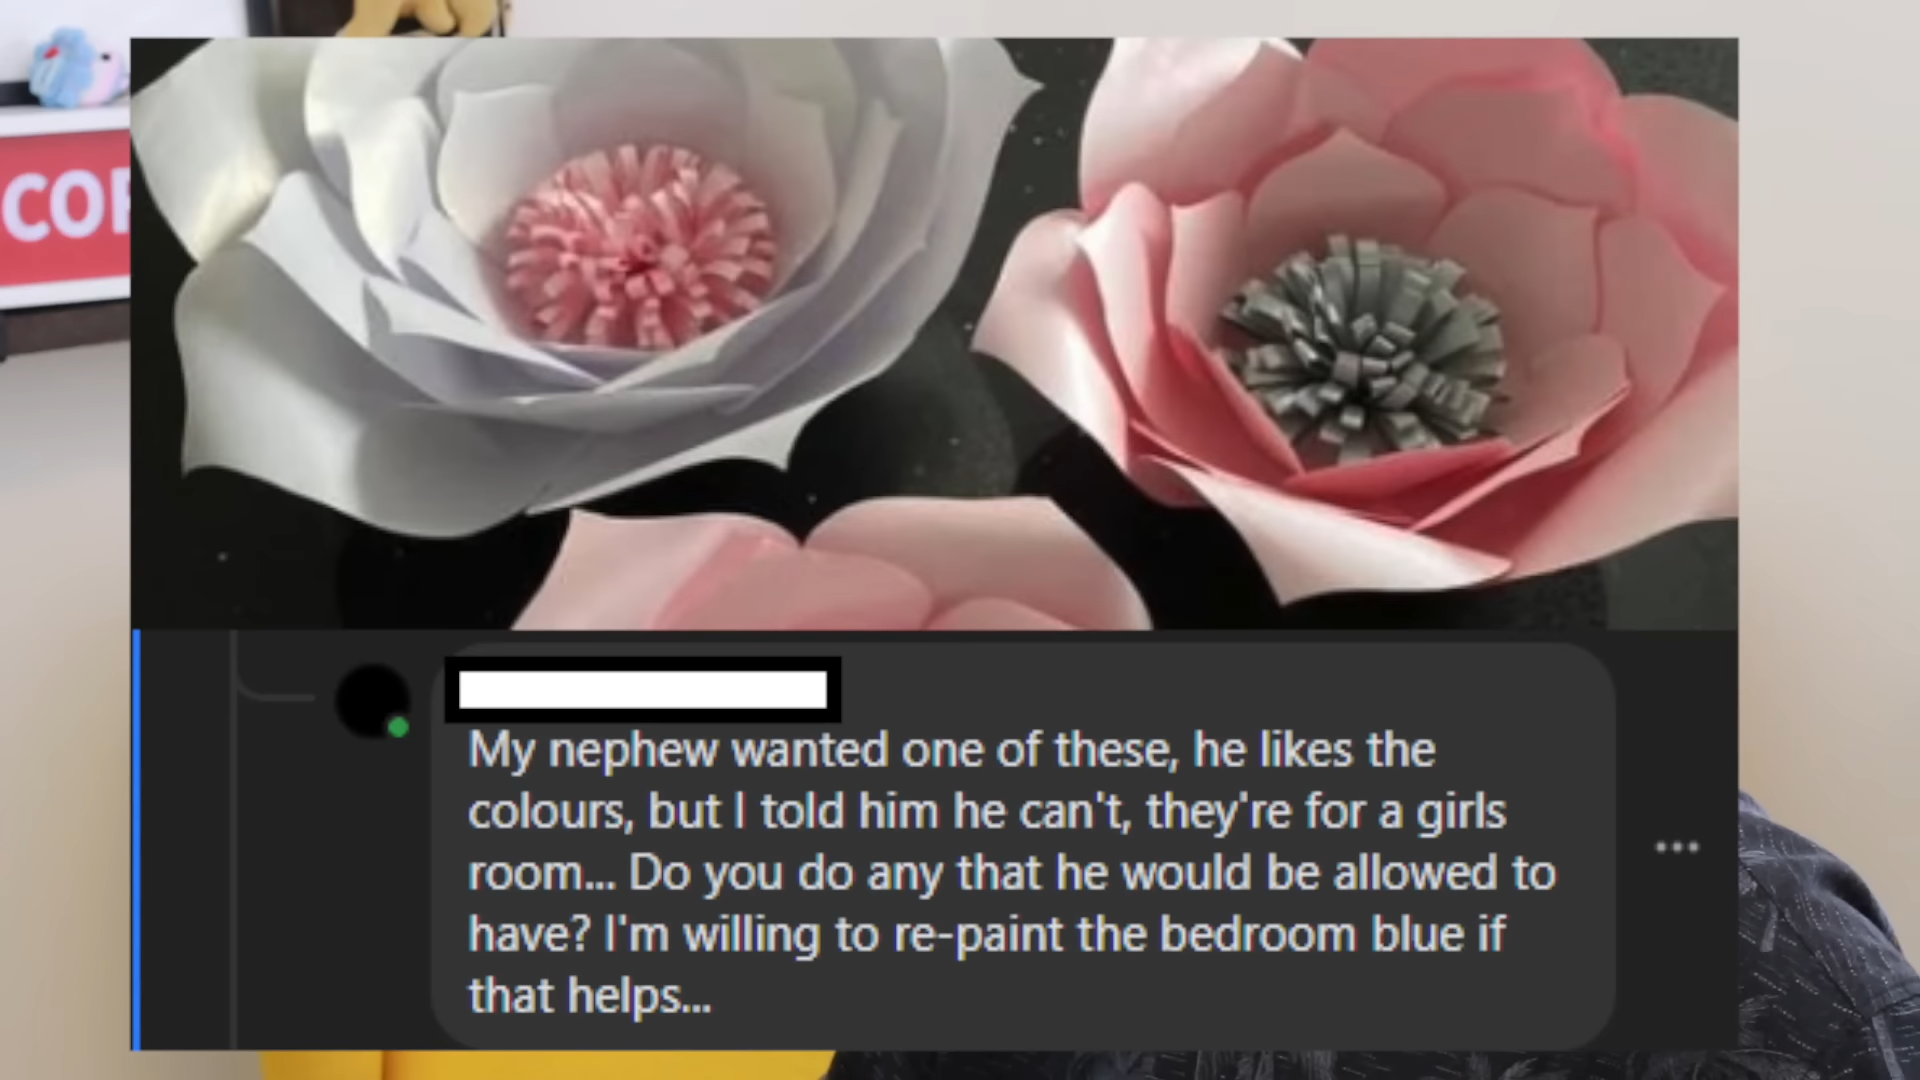 COR
My nephew wanted one of these, he likes the
colours, but I told him he can't, they're for a girls
room... Do you do any that he would be allowed to
have? I'm willing to re-paint the bedroom blue if
that helps...